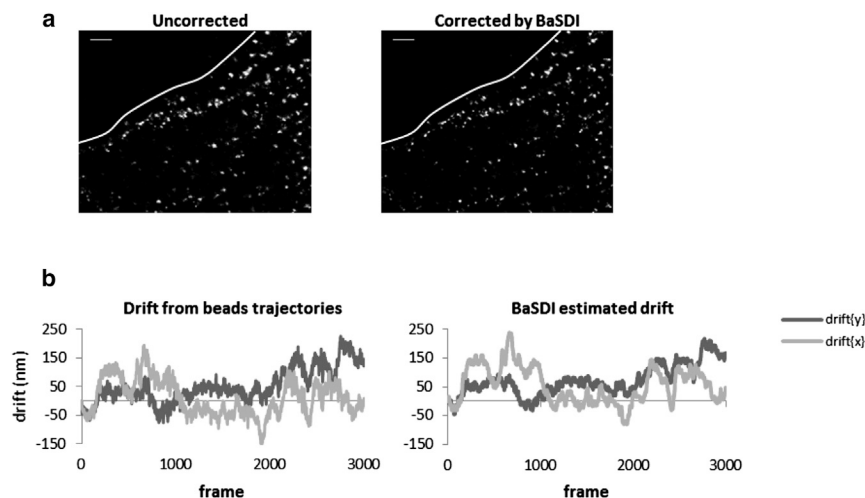 a
Uncorrected
Corrected by BaSDI
b
Drift from beads trajectories
drift (nm)
250
150
50
-50
-150
0
1000
2000
3000
frame
BaSDI estimated drift
250
150
50
-50
-150
0
1000
2000
3000
frame
drift{y}
drift{x}